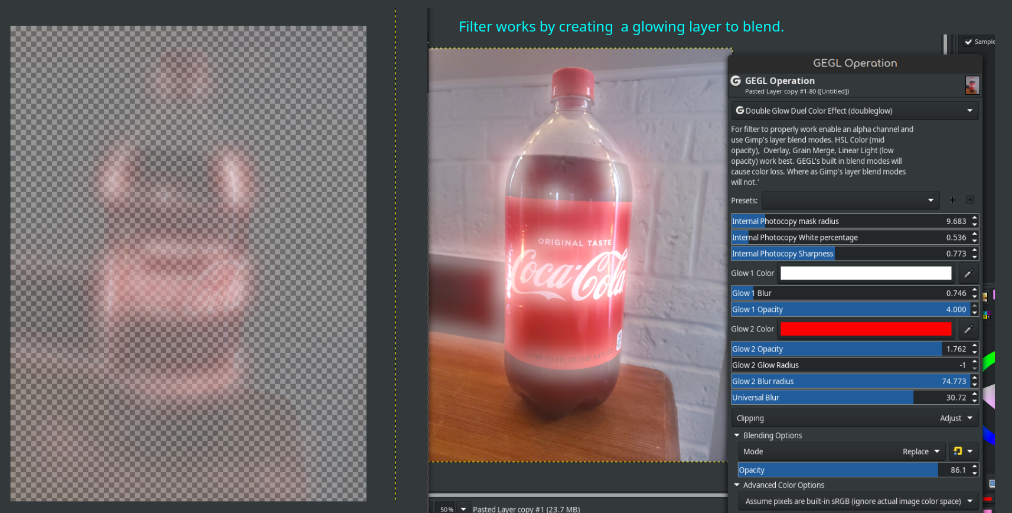 Filter works by creating  a glowing layer to blend.
Sample
GEGL Operation
G GEGL Operation
Pasted Layer copy #1-80 ([Untitled])
G Double Glow Duel Color Effect (doubleglow)
For filter to properly work enable an alpha channel and
use Gimp's layer blend modes. HSL Color (mid
opacity),  Overlay, Grain Merge, Linear Light (low
opacity) work best. GEGL's built in blend modes will
cause color loss. Where as Gimp's layer blend modes
will not.'
Presets:
Internal Photocopy mask radius 9.683
Internal Photocopy White percentage 0.536
Internal Photocopy Sharpness 0.773
Glow 1 Color
Glow 1 Blur 0.746
Glow 1 Opacity 4.000
Glow 2 Color
Glow 2 Opacity 1.762
Glow 2 Glow Radius -1
Glow 2 Blur radius 74.773
Universal Blur 30.72
Clipping Adjust
Blending Options
Mode Replace
Opacity 86.1
Advanced Color Options
Assume pixels are built-in sRGB (ignore actual image color space)
ORIGINAL TASTE
Coca-Cola
50% Pasted Layer copy #1 (23.7 MB)